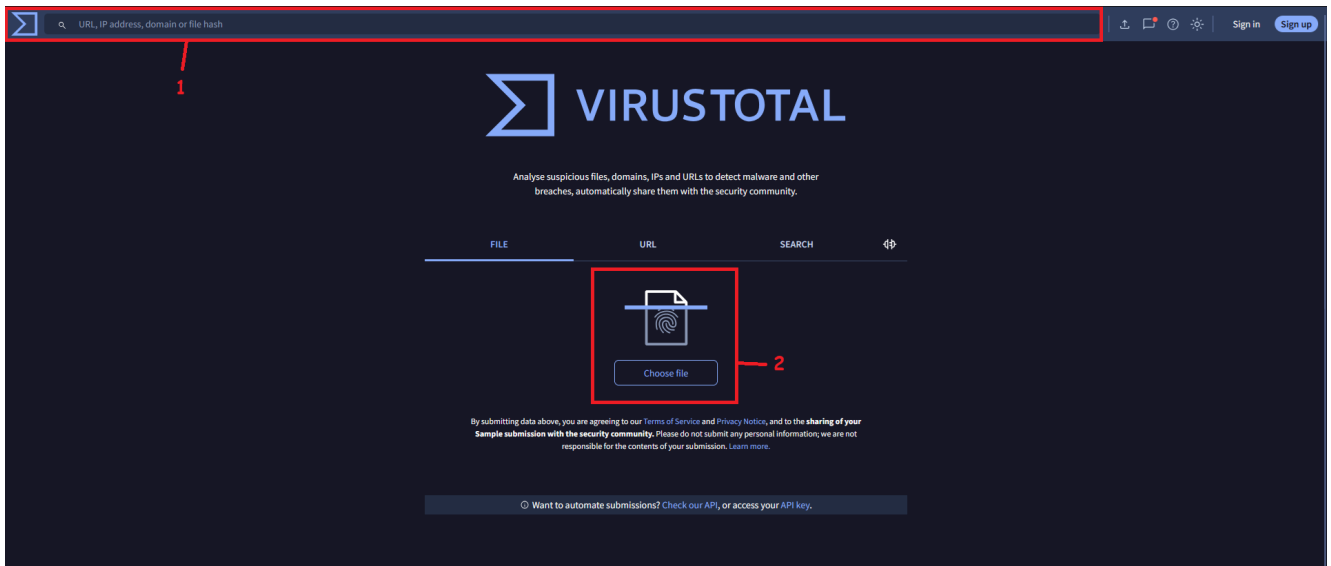 URL, IP address, domain or file hash
Sign in
Sign up
1
VIRUSTOTAL
Analyse suspicious files, domains, IPs and URLs to detect malware and other
breaches, automatically share them with the security community.
FILE
URL
SEARCH
Choose file
2
By submitting data above, you are agreeing to our Terms of Service and Privacy Notice, and to the sharing of your
Sample submission with the security community. Please do not submit any personal information; we are not
responsible for the contents of your submission. Learn more.
Want to automate submissions? Check our API, or access your API key.